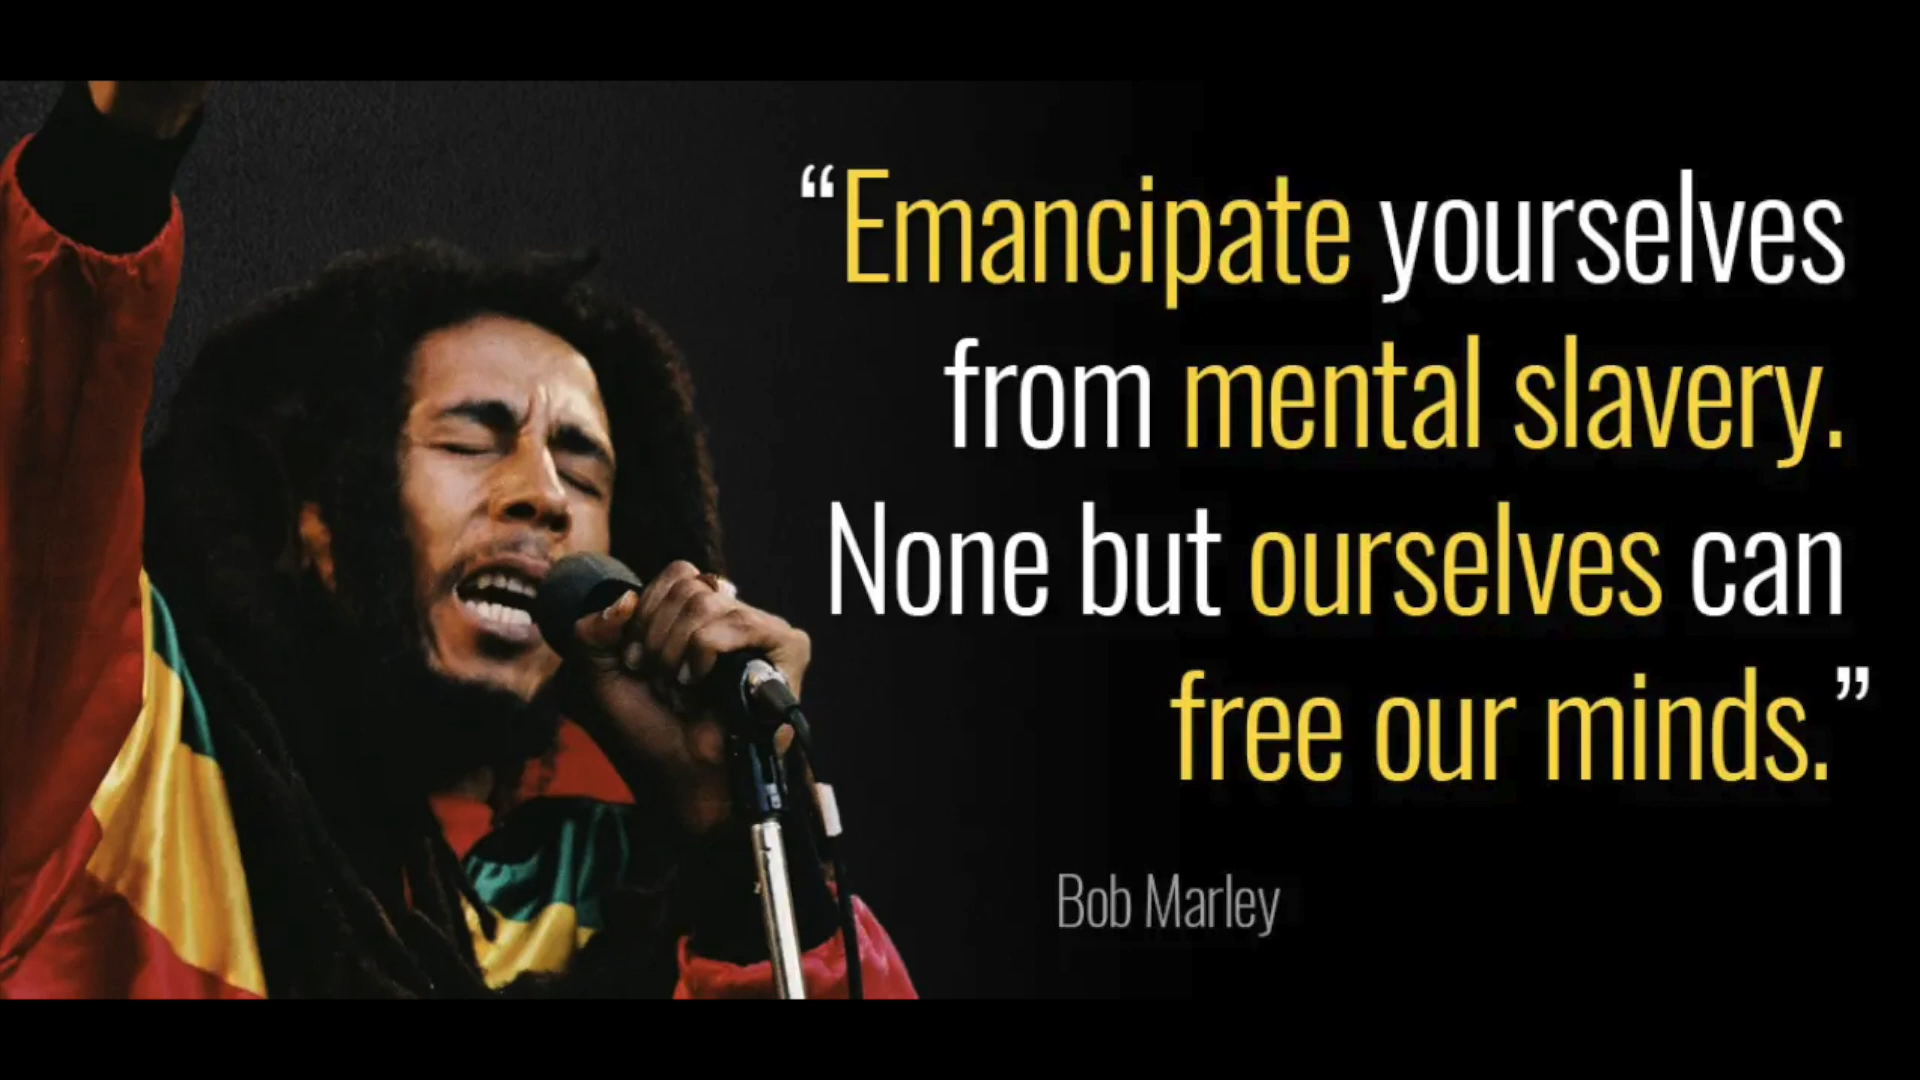 “Emancipate yourselves
from mental slavery.
None but ourselves can
free our minds.”
Bob Marley